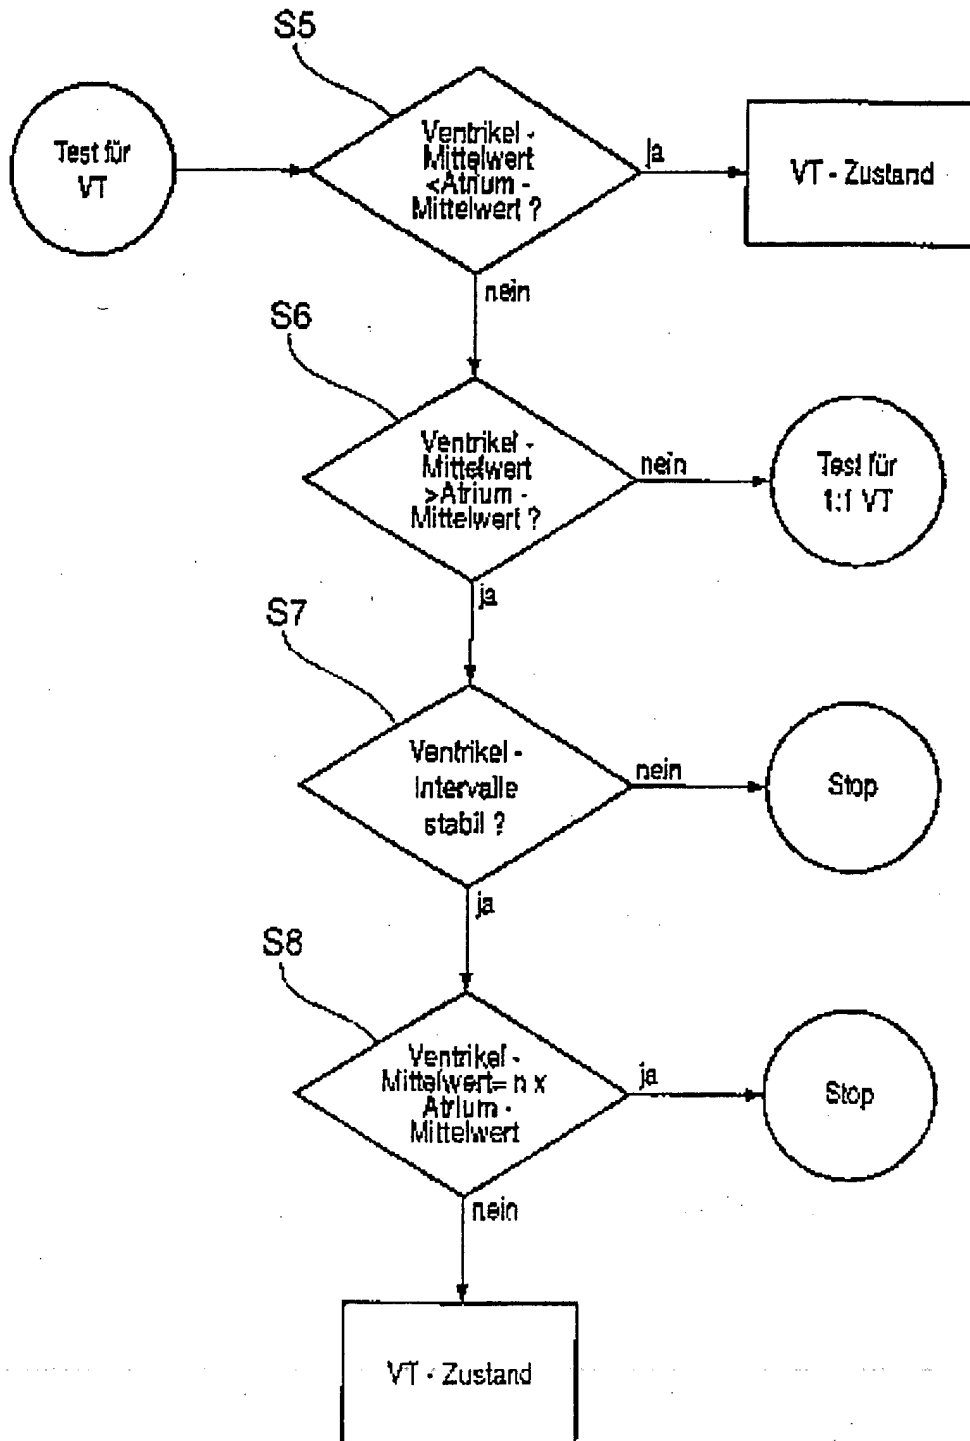 S5
Test für
VT
Ventrikel -
Mittelwert
<Atrium -
Mittelwert ?
ja
VT - Zustand
nein
S6
Ventrikel -
Mittelwert
>Atrium -
Mittelwert ?
nein
Test für
1:1 VT
ja
S7
Ventrikel -
Intervalle
stabil ?
nein
Stop
ja
S8
Ventrikel -
Mittelwert= n x
Atrium -
Mittelwert
ja
Stop
nein
VT - Zustand